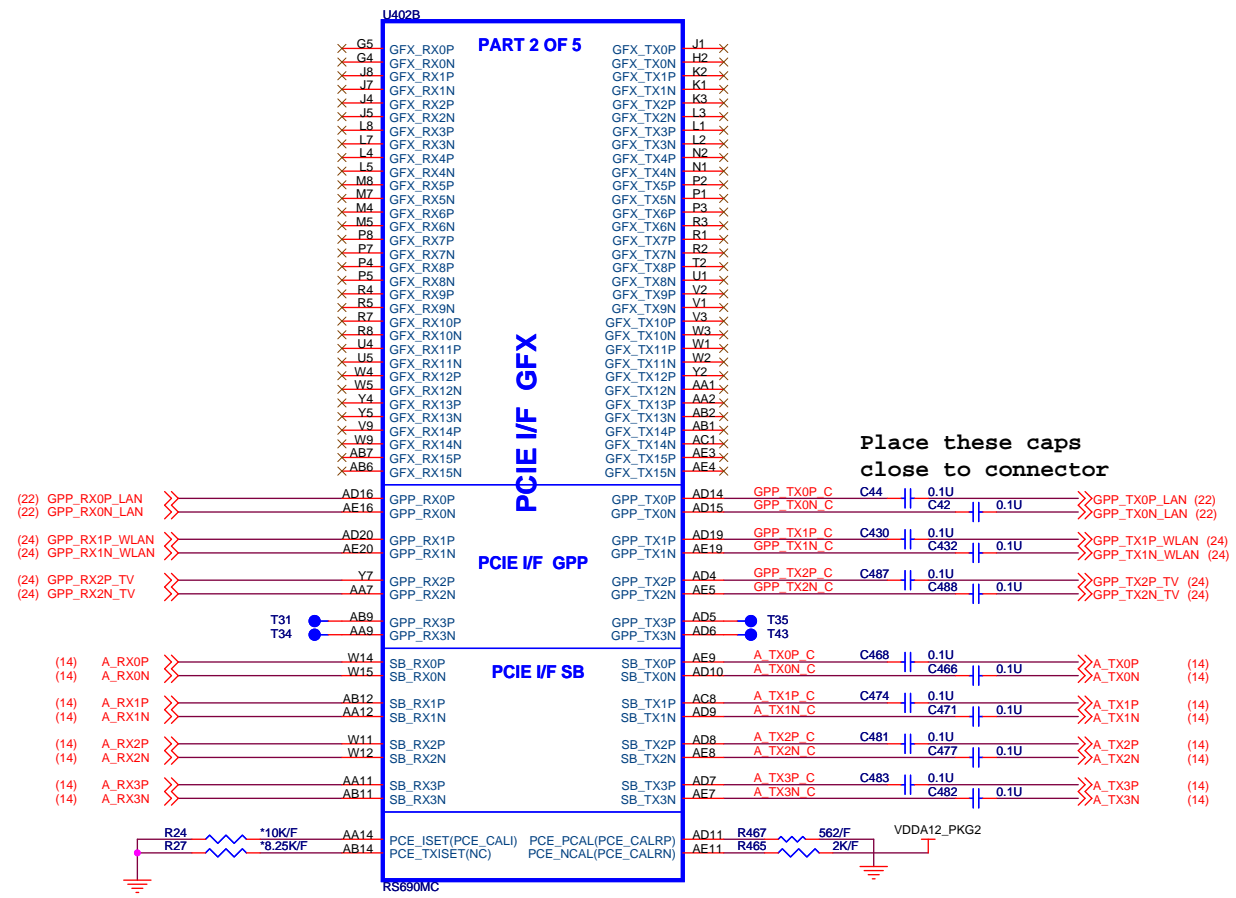 U402B
PART 2 OF 5
G5 GFX_RX0P GFX_TX0P J1
G4 GFX_RX0N GFX_TX0N H2
J8 GFX_RX1P GFX_TX1P K2
J7 GFX_RX1N GFX_TX1N K1
J4 GFX_RX2P GFX_TX2P K3
J5 GFX_RX2N GFX_TX2N L3
L8 GFX_RX3P GFX_TX3P L1
L7 GFX_RX3N GFX_TX3N L2
L4 GFX_RX4P GFX_TX4P N2
L5 GFX_RX4N GFX_TX4N N1
M8 GFX_RX5P GFX_TX5P P2
M7 GFX_RX5N GFX_TX5N P1
M4 GFX_RX6P GFX_TX6P P3
M5 GFX_RX6N GFX_TX6N R3
P8 GFX_RX7P GFX_TX7P R1
P7 GFX_RX7N GFX_TX7N R2
P4 GFX_RX8P GFX_TX8P T2
P5 GFX_RX8N GFX_TX8N U1
R4 GFX_RX9P GFX_TX9P V2
R5 GFX_RX9N GFX_TX9N V1
R7 GFX_RX10P GFX_TX10P V3
R8 GFX_RX10N GFX_TX10N W3
U4 GFX_RX11P GFX_TX11P W1
U5 GFX_RX11N GFX_TX11N W2
W4 GFX_RX12P GFX_TX12P Y2
W5 GFX_RX12N GFX_TX12N AA1
Y4 GFX_RX13P GFX_TX13P AA2
Y5 GFX_RX13N GFX_TX13N AB2
V9 GFX_RX14P GFX_TX14P AB1
W9 GFX_RX14N GFX_TX14N AC1
AB7 GFX_RX15P GFX_TX15P AE3
AB6 GFX_RX15N GFX_TX15N AE4
PCIE I/F GFX
Place these caps
close to connector
(22) GPP_RX0P_LAN AD16 GPP_RX0P GPP_TX0P AD14 GPP_TX0P_C C44 0.1U GPP_TX0P_LAN (22)
(22) GPP_RX0N_LAN AE16 GPP_RX0N GPP_TX0N AD15 GPP_TX0N_C C42 0.1U GPP_TX0N_LAN (22)
(24) GPP_RX1P_WLAN AD20 GPP_RX1P GPP_TX1P AD19 GPP_TX1P_C C430 0.1U GPP_TX1P_WLAN (24)
(24) GPP_RX1N_WLAN AE20 GPP_RX1N GPP_TX1N AE19 GPP_TX1N_C C432 0.1U GPP_TX1N_WLAN (24)
PCIE I/F GPP
(24) GPP_RX2P_TV Y7 GPP_RX2P GPP_TX2P AD4 GPP_TX2P_C C487 0.1U GPP_TX2P_TV (24)
(24) GPP_RX2N_TV AA7 GPP_RX2N GPP_TX2N AE5 GPP_TX2N_C C488 0.1U GPP_TX2N_TV (24)
T31 AB9 GPP_RX3P GPP_TX3P AD5 T35
T34 AA9 GPP_RX3N GPP_TX3N AD6 T43
(14) A_RX0P W14 SB_RX0P SB_TX0P AE9 A_TX0P_C C468 0.1U A_TX0P (14)
PCIE I/F SB
(14) A_RX0N W15 SB_RX0N SB_TX0N AD10 A_TX0N_C C466 0.1U A_TX0N (14)
(14) A_RX1P AB12 SB_RX1P SB_TX1P AC8 A_TX1P_C C474 0.1U A_TX1P (14)
(14) A_RX1N AA12 SB_RX1N SB_TX1N AD9 A_TX1N_C C471 0.1U A_TX1N (14)
(14) A_RX2P W11 SB_RX2P SB_TX2P AD8 A_TX2P_C C481 0.1U A_TX2P (14)
(14) A_RX2N W12 SB_RX2N SB_TX2N AE8 A_TX2N_C C477 0.1U A_TX2N (14)
(14) A_RX3P AA11 SB_RX3P SB_TX3P AD7 A_TX3P_C C483 0.1U A_TX3P (14)
(14) A_RX3N AB11 SB_RX3N SB_TX3N AE7 A_TX3N_C C482 0.1U A_TX3N (14)
R24 *10K/F AA14 PCE_ISET(PCE_CALI) PCE_PCAL(PCE_CALRP) AD11 R467 562/F VDDA12_PKG2
R27 *8.25K/F AB14 PCE_TXISET(NC) PCE_NCAL(PCE_CALRN) AE11 R465 2K/F
RS690MC